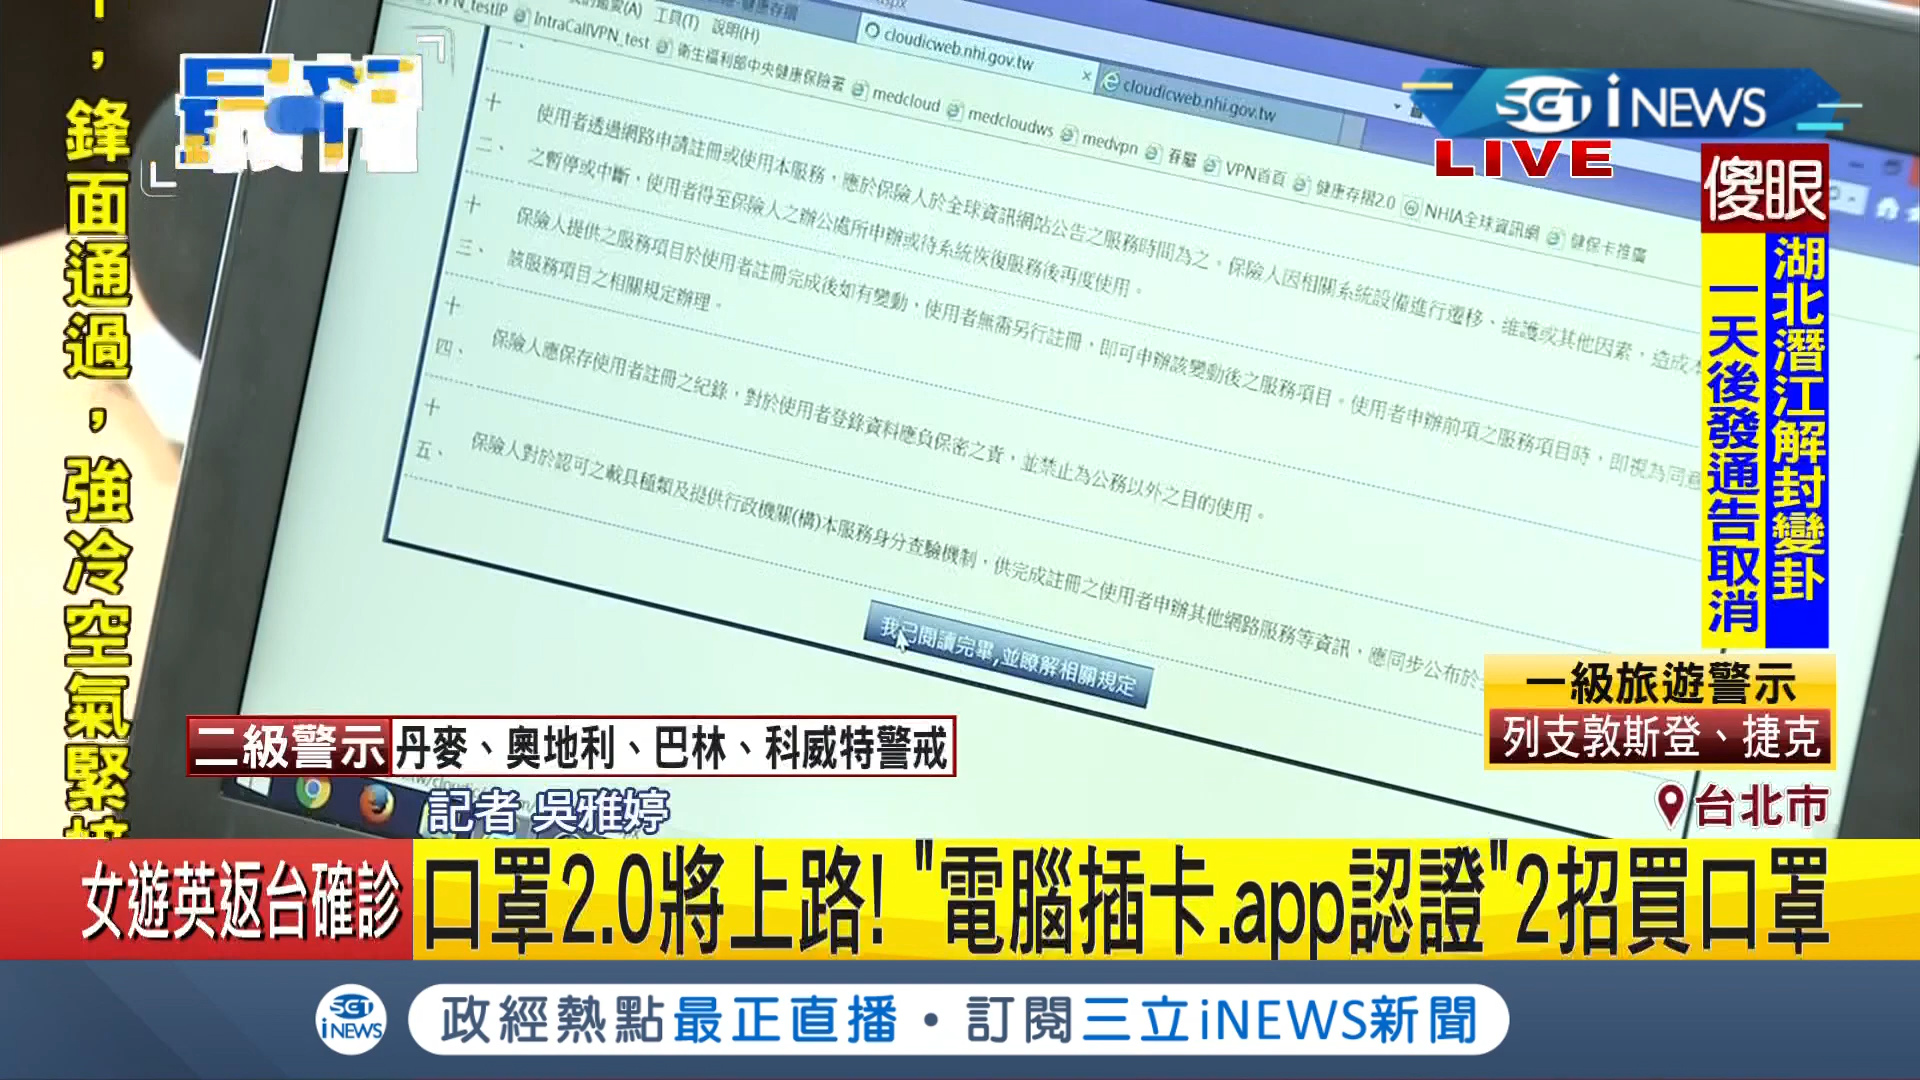 VPN_testIP
IntraCallVPN_test
工具(T)
說明(H)
衛生福利部中央健康保險署
medcloud
medcloudws
medvpn
看屬
VPN首頁
健康存摺2.0
NHIA全球資訊網
健保卡推廣
cloudicweb.nhi.gov.tw
cloudicweb.nhi.gov.tw
十二、
使用者透過網路申請註冊或使用本服務，應於保險人於全球資訊網站公告之服務時間為之。保險人因相關系統設備進行遷移、維護或其他因素，造成
之暫停或中斷，使用者得至保險人之辦公處所申辦或待系統恢復服務後再度使用。
十三、
保險人提供之服務項目於使用者註冊完成後如有變動，使用者無需另行註冊，即可申辦該變動後之服務項目。使用者申辦前項之服務項目時，即視為同意
該服務項目之相關規定辦理。
十四、
保險人應保存使用者註冊之紀錄，對於使用者登錄資料應負保密之責，並禁止為公務以外之目的使用。
十五、
保險人對於認可之載具種類及提供行政機關(構)本服務身分查驗機制，供完成註冊之使用者申辦其他網路服務等資訊，應同步公布於
我已閱讀完畢,並瞭解相關規定
，鋒面通過，強冷空氣緊接
SET iNEWS
LIVE
傻眼
湖北潛江解封變卦
一天後發通告取消
一級旅遊警示
列支敦斯登、捷克
台北市
二級警示 丹麥、奧地利、巴林、科威特警戒
記者 吳雅婷
女遊英返台確診
口罩2.0將上路! "電腦插卡.app認證"2招買口罩
SET iNEWS
政經熱點最正直播・訂閱三立iNEWS新聞